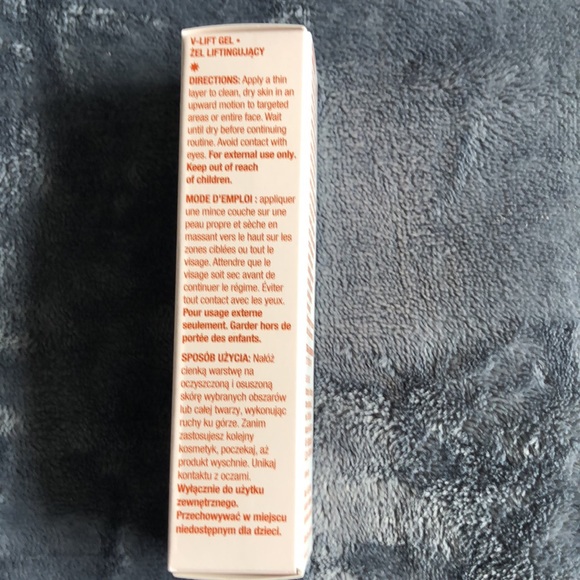 V-LIFT GEL •
ŻEL LIFTINGUJĄCY
*
DIRECTIONS: Apply a thin
layer to clean, dry skin in an
upward motion to targeted
areas or entire face. Wait
until dry before continuing
routine. Avoid contact with
eyes. For external use only.
Keep out of reach
of children.
MODE D'EMPLOI : appliquer
une mince couche sur une
peau propre et sèche en
massant vers le haut sur les
zones ciblées ou tout le
visage. Attendre que le
visage soit sec avant de
continuer le régime. Éviter
tout contact avec les yeux.
Pour usage externe
seulement. Garder hors de
portée des enfants.
SPOSÓB UŻYCIA: Nałóż
cienką warstwę na
oczyszczoną i osuszoną
skórę wybranych obszarów
lub całej twarzy, wykonując
ruchy ku górze. Zanim
zastosujesz kolejny
kosmetyk, poczekaj, aż
produkt wyschnie. Unikaj
kontaktu z oczami.
Wyłącznie do użytku
zewnętrznego.
Przechowywać w miejscu
niedostępnym dla dzieci.